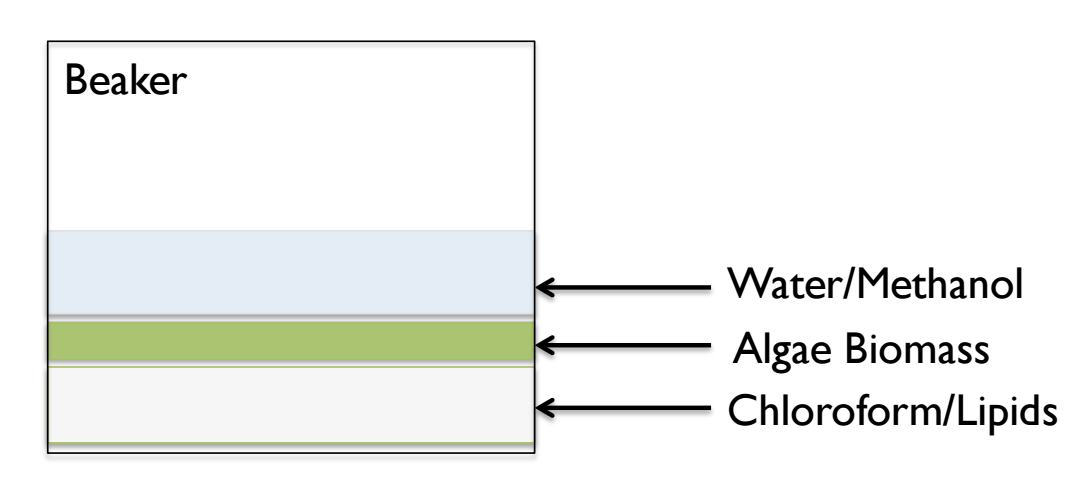 Beaker
Water/Methanol
Algae Biomass
Chloroform/Lipids